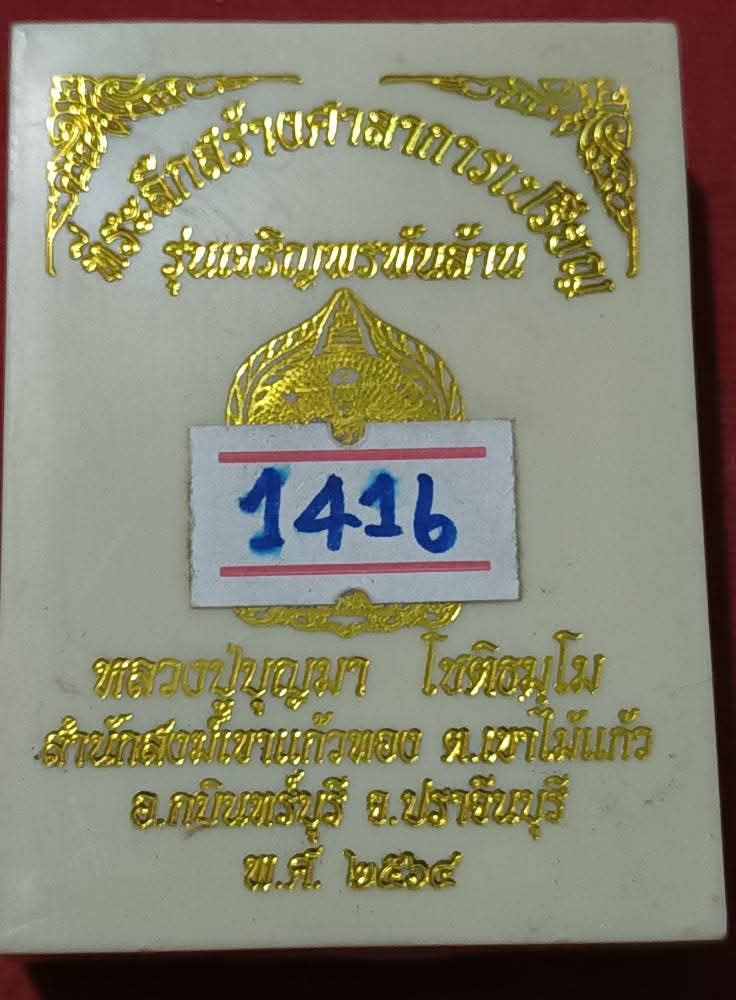 ที่ระลึกสร้างศาลาการเปรียญ
รุ่นเจริญพรพันล้าน
1416
หลวงปู่บุญมา โชติธมฺโม
สำนักสงฆ์เขาแก้วทอง ต.เขาไม้แก้ว
อ.กบินทร์บุรี จ.ปราจีนบุรี
พ.ศ. ๒๕๖๔